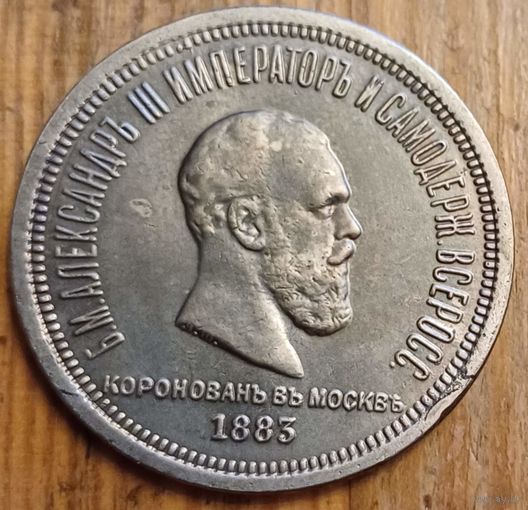 Б.М.АЛЕКСАНДРЪ III ИМПЕРАТОРЪ И САМОДЕРЖ. ВСЕРОСС.
КОРОНОВАНЪ ВЪ МОСКВѢ
1883